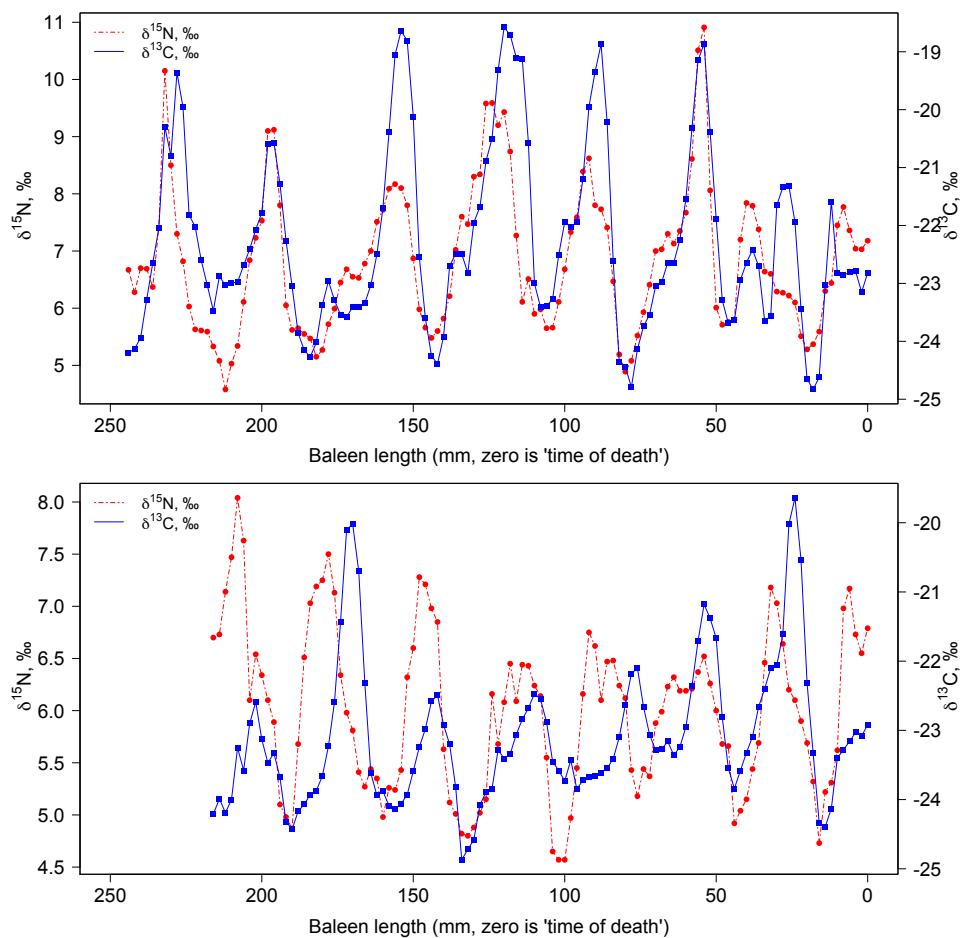 δ15N, ‰
δ13C, ‰
11
10
9
8
7
6
5
δ15N, ‰
-19
-20
-21
-22
-23
-24
-25
δ13C, ‰
250 200 150 100 50 0
Baleen length (mm, zero is 'time of death')
δ15N, ‰
δ13C, ‰
8.0
7.5
7.0
6.5
6.0
5.5
5.0
4.5
δ15N, ‰
-20
-21
-22
-23
-24
-25
δ13C, ‰
250 200 150 100 50 0
Baleen length (mm, zero is 'time of death')